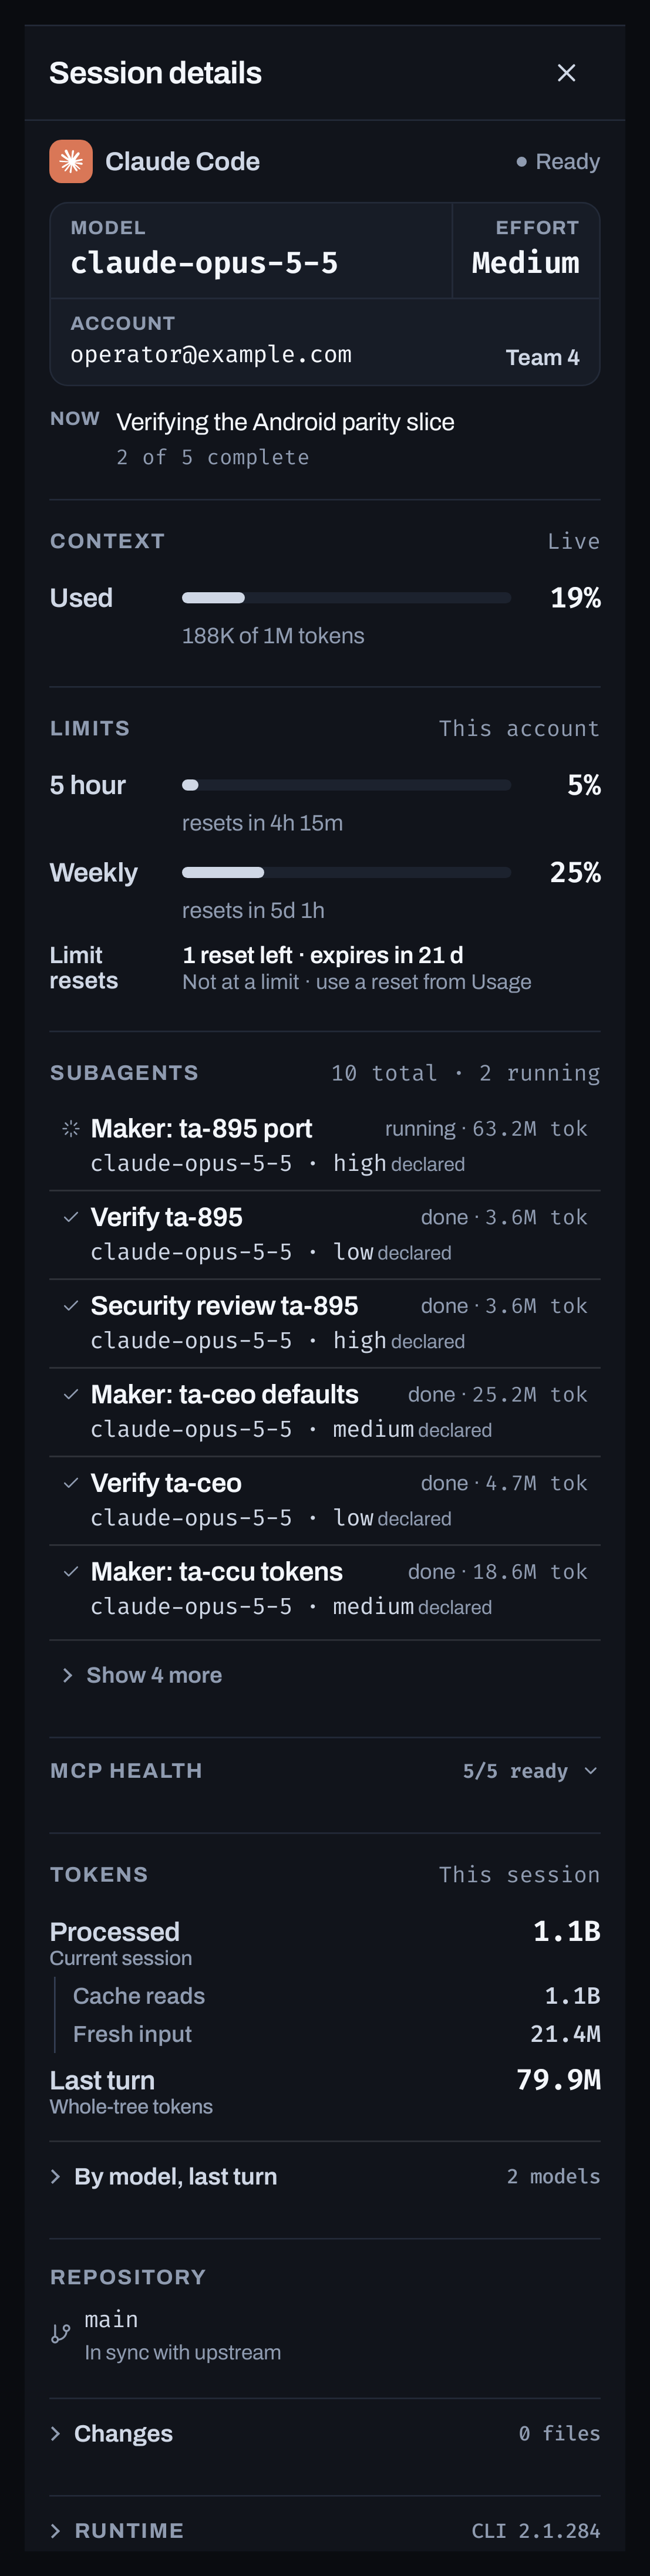 Session details
Claude Code
Ready
MODEL
EFFORT
claude-opus-5-5
Medium
ACCOUNT
operator@example.com
Team 4
NOW
Verifying the Android parity slice
2 of 5 complete
CONTEXT
Live
Used
19%
188K of 1M tokens
LIMITS
This account
5 hour
5%
resets in 4h 15m
Weekly
25%
resets in 5d 1h
Limit resets
1 reset left · expires in 21 d
Not at a limit · use a reset from Usage
SUBAGENTS
10 total · 2 running
Maker: ta-895 port
running · 63.2M tok
claude-opus-5-5 · high declared
Verify ta-895
done · 3.6M tok
claude-opus-5-5 · low declared
Security review ta-895
done · 3.6M tok
claude-opus-5-5 · high declared
Maker: ta-ceo defaults
done · 25.2M tok
claude-opus-5-5 · medium declared
Verify ta-ceo
done · 4.7M tok
claude-opus-5-5 · low declared
Maker: ta-ccu tokens
done · 18.6M tok
claude-opus-5-5 · medium declared
Show 4 more
MCP HEALTH
5/5 ready
TOKENS
This session
Processed
1.1B
Current session
Cache reads
1.1B
Fresh input
21.4M
Last turn
79.9M
Whole-tree tokens
By model, last turn
2 models
REPOSITORY
main
In sync with upstream
Changes
0 files
RUNTIME
CLI 2.1.284